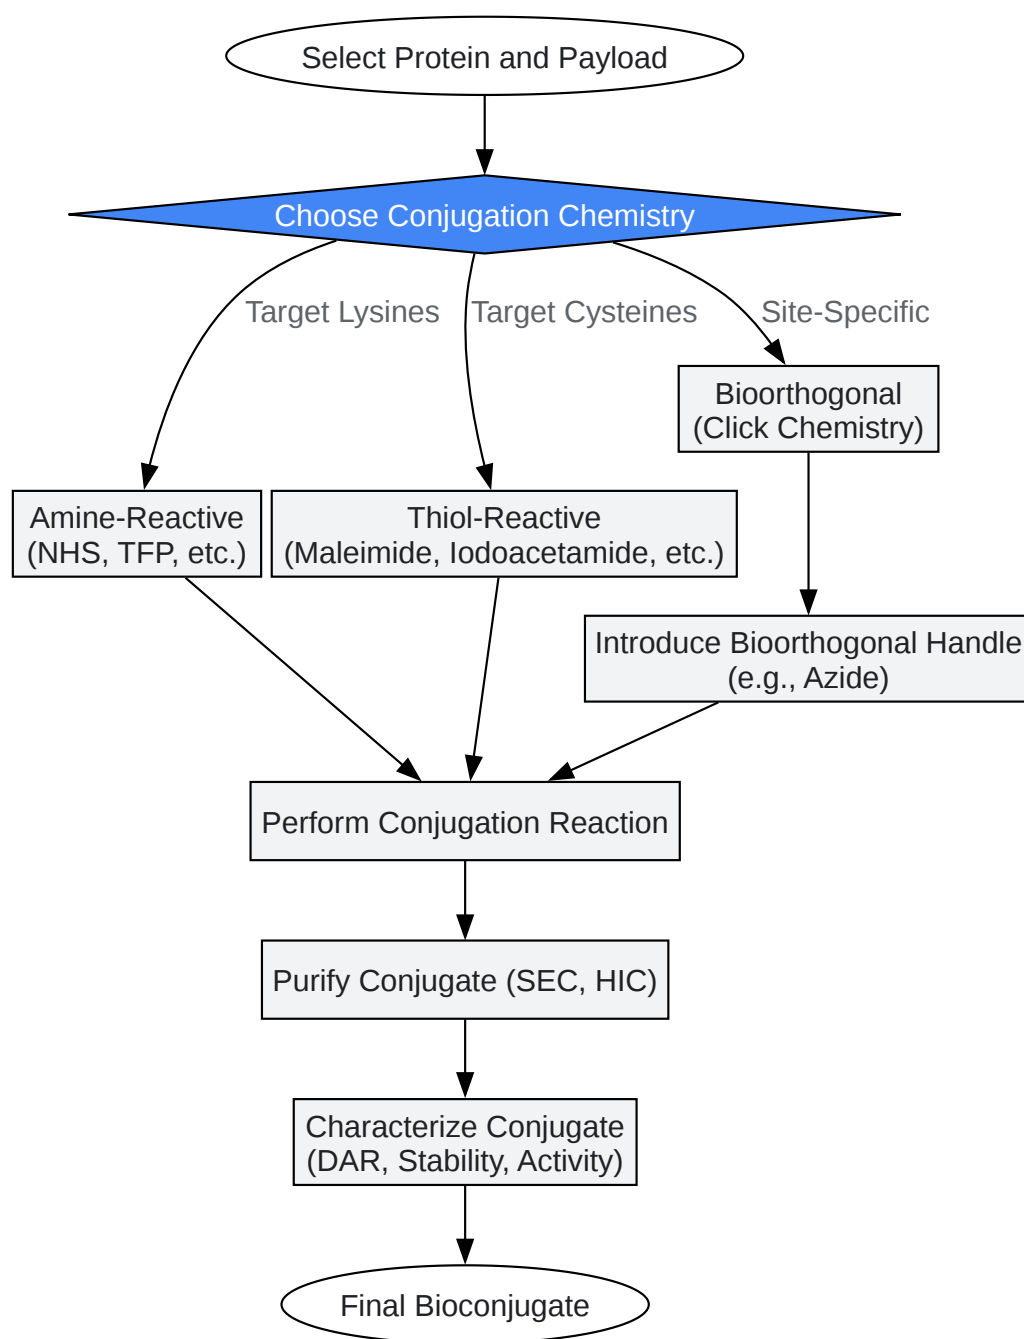 Select Protein and Payload
Choose Conjugation Chemistry
Target Lysines
Target Cysteines
Site-Specific
Bioorthogonal
(Click Chemistry)
Amine-Reactive
(NHS, TFP, etc.)
Thiol-Reactive
(Maleimide, Iodoacetamide, etc.)
Introduce Bioorthogonal Handle
(e.g., Azide)
Perform Conjugation Reaction
Purify Conjugate (SEC, HIC)
Characterize Conjugate
(DAR, Stability, Activity)
Final Bioconjugate